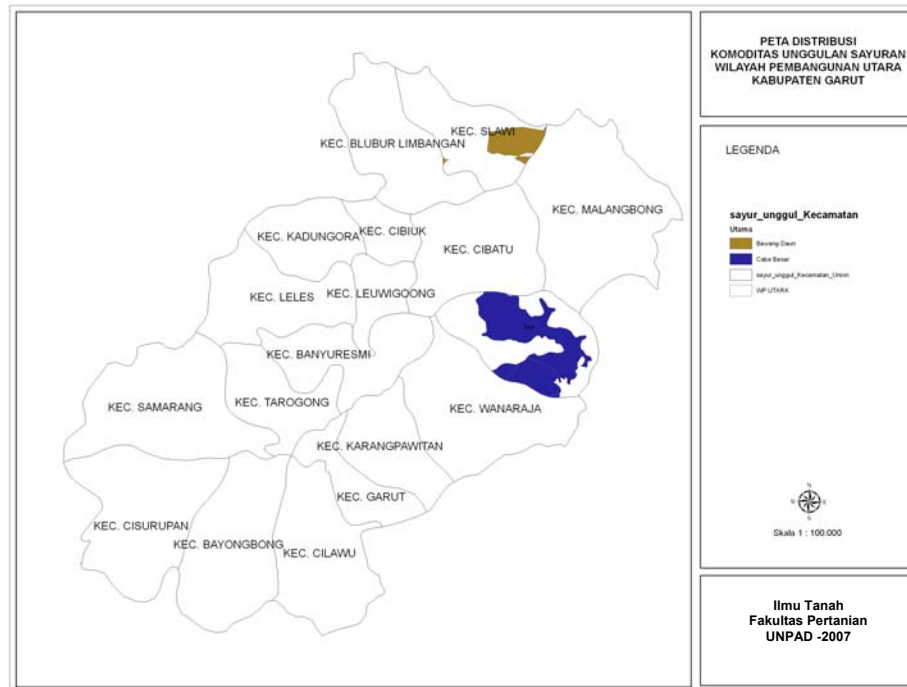 PETA DISTRIBUSI
KOMODITAS UNGGULAN SAYURAN
WILAYAH PEMBANGUNAN UTARA
KABUPATEN GARUT
KEC. SLAWI
KEC. BLUBUR LIMBANGAN
KEC. MALANGBONG
KEC. KADUNGORA
KEC. CIBIUK
KEC. CIBATU
KEC. LELES
KEC. LEUWIGOONG
KEC. BANYURESMI
KEC. SAMARANG
KEC. TAROGONG
KEC. WANARAJA
KEC. KARANGPAWITAN
KEC. GARUT
KEC. CISURUPAN
KEC. BAYONGBONG
KEC. CILAWU
LEGENDA
sayur_unggul_Kecamatan
Utama
Bawang Daun
Cabe Besar
sayur_unggul_Kecamatan_Union
WP UTARA
N
E
S
Skala 1 : 100.000
Ilmu Tanah
Fakultas Pertanian
UNPAD -2007